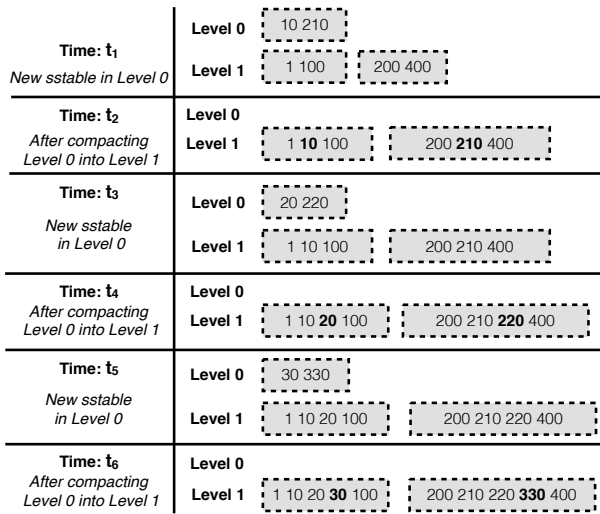 Time: t1
New sstable in Level 0
Level 0 10 210
Level 1 1 100 200 400
Time: t2
After compacting
Level 0 into Level 1
Level 0
Level 1 1 10 100 200 210 400
Time: t3
New sstable
in Level 0
Level 0 20 220
Level 1 1 10 100 200 210 400
Time: t4
After compacting
Level 0 into Level 1
Level 0
Level 1 1 10 20 100 200 210 220 400
Time: t5
New sstable
in Level 0
Level 0 30 330
Level 1 1 10 20 100 200 210 220 400
Time: t6
After compacting
Level 0 into Level 1
Level 0
Level 1 1 10 20 30 100 200 210 220 330 400